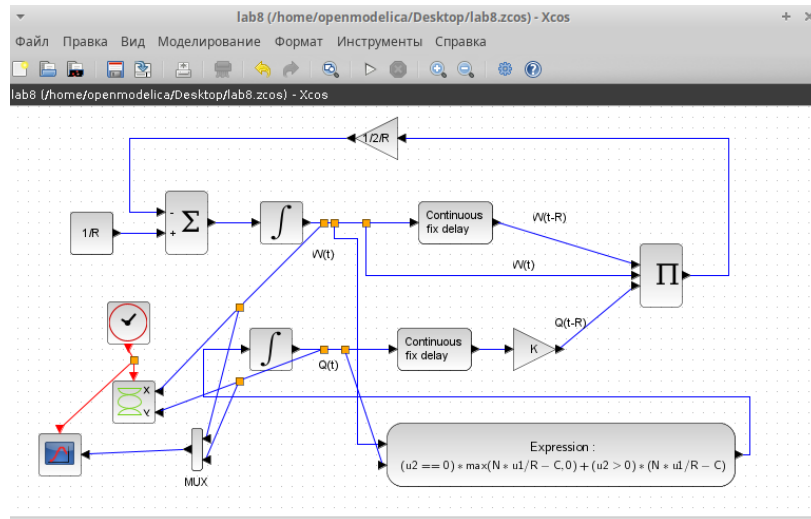 lab8 (/home/openmodelica/Desktop/lab8.zcos) - Xcos
Файл Правка Вид Моделирование Формат Инструменты Справка
lab8 (/home/openmodelica/Desktop/lab8.zcos) - Xcos
1/2/R
1/R
-
+
Σ
∫
W(t)
Continuous
fix delay
W(t-R)
W(t)
Π
Q(t-R)
∫
Q(t)
Continuous
fix delay
K
X
Y
MUX
Expression :
(u2 == 0) ∗ max(N ∗ u1/R − C, 0) + (u2 > 0) ∗ (N ∗ u1/R − C)